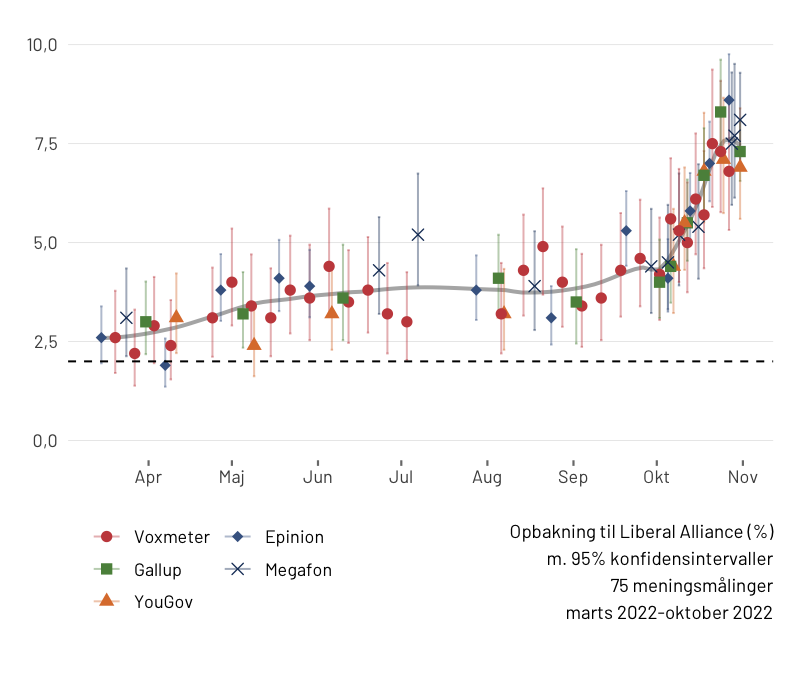 10,0
7,5
5,0
2,5
0,0
Apr Maj Jun Jul Aug Sep Okt Nov
Voxmeter Epinion
Gallup Megafon
YouGov
Opbakning til Liberal Alliance (%)
m. 95% konfidensintervaller
75 meningsmålinger
marts 2022-oktober 2022